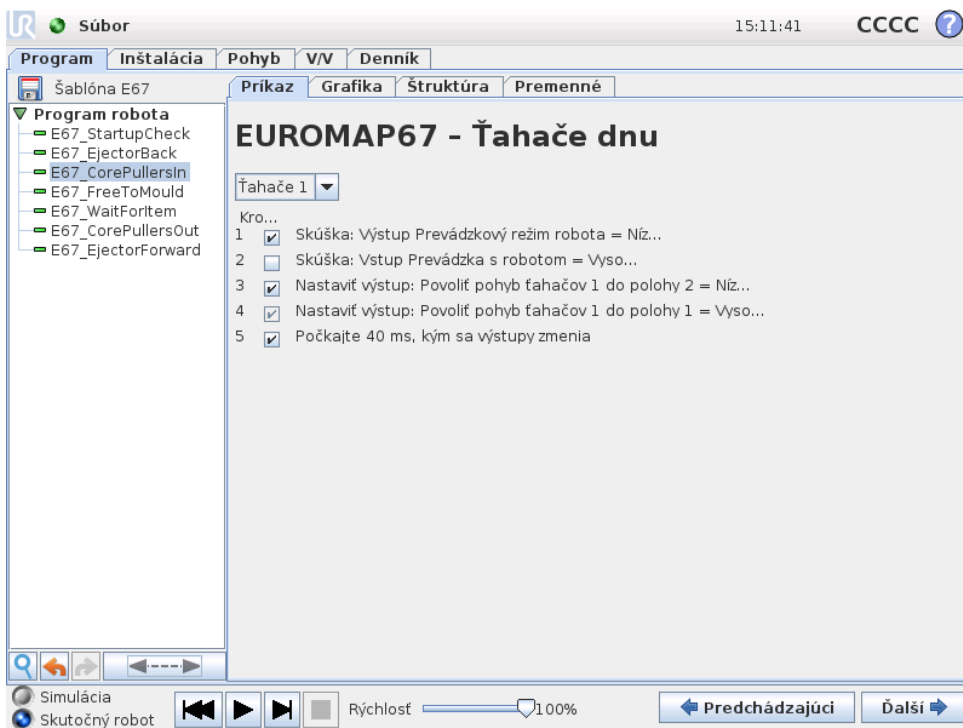 UR Súbor 15:11:41 CCCC ?
Program Inštalácia Pohyb V/V Denník
Šablóna E67
Príkaz Grafika Štruktúra Premenné
Program robota
E67_StartupCheck
E67_EjectorBack
E67_CorePullersIn
E67_FreeToMould
E67_WaitForItem
E67_CorePullersOut
E67_EjectorForward
EUROMAP67 – Ťahače dnu
Ťahače 1
Kro...
1 Skúška: Výstup Prevádzkový režim robota = Níz...
2 Skúška: Vstup Prevádzka s robotom = Vyso...
3 Nastaviť výstup: Povoliť pohyb ťahačov 1 do polohy 2 = Níz...
4 Nastaviť výstup: Povoliť pohyb ťahačov 1 do polohy 1 = Vyso...
5 Počkajte 40 ms, kým sa výstupy zmenia
Simulácia
Skutočný robot
Rýchlosť 100%
Predchádzajúci
Ďalší